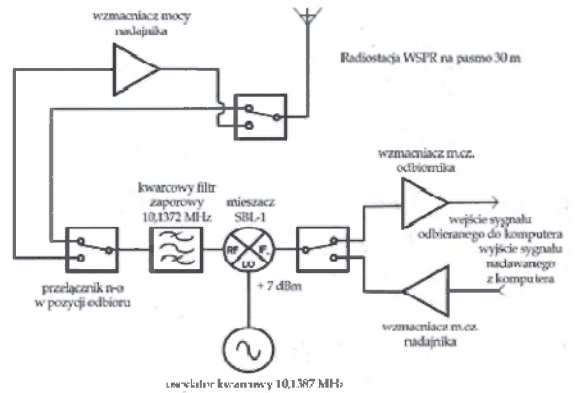 wzmacniacz mocy
nadajnika
Radiostacja WSPR na pasmo 30 m
wzmacniacz m.cz.
odbiornika
kwarcowy filtr
zaporowy
10,1372 MHz
mieszacz
SBL-1
RF
IF
LO
+ 7 dBm
wejście sygnału
odbieranego do komputera
wyjście sygnału
nadawanego
z komputera
przełącznik n-o
w pozycji odbioru
wzmacniacz m.cz.
nadajnika
kwarcowy 10,1387 MHz